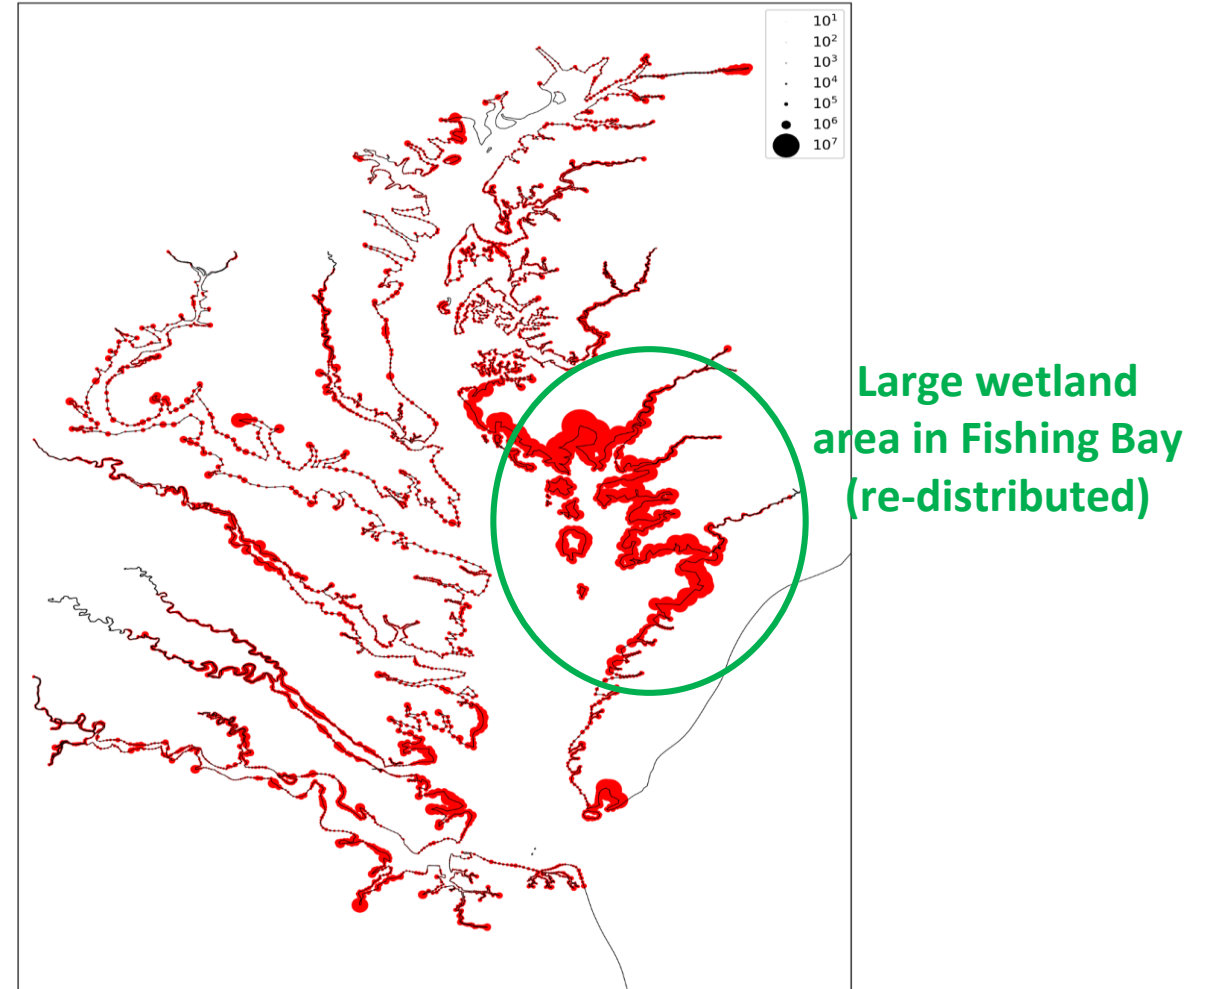 10¹
10²
10³
10⁴
10⁵
10⁶
10⁷
Large wetland
area in Fishing Bay
(re-distributed)